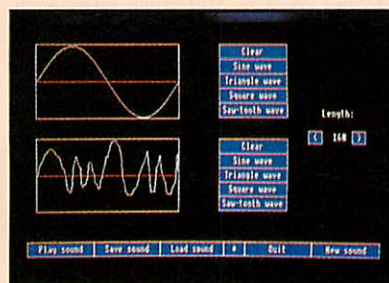 Clear
Sine wave
Triangle wave
Square wave
Saw-tooth wave
Length:
< 160 >
Clear
Sine wave
Triangle wave
Square wave
Saw-tooth wave
Play sound Save sound Load sound * Quit New sound